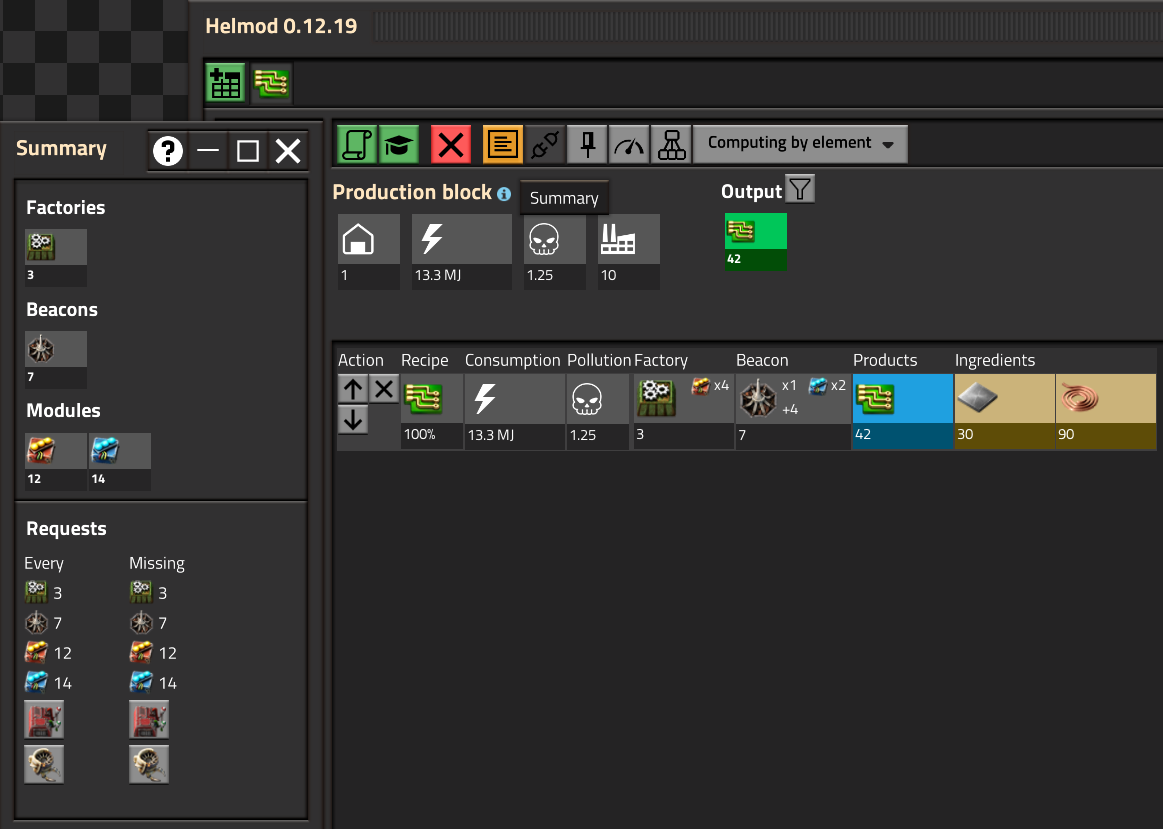 Helmod 0.12.19
Summary
Factories
3
Beacons
7
Modules
12 14
Requests
Every Missing
3 3
7 7
12 12
14 14
Computing by element
Production block
Summary
Output
1 13.3 MJ 1.25 10
42
Action Recipe Consumption Pollution Factory Beacon Products Ingredients
x4 x1 x2
+4
100% 13.3 MJ 1.25 3 7 42 30 90